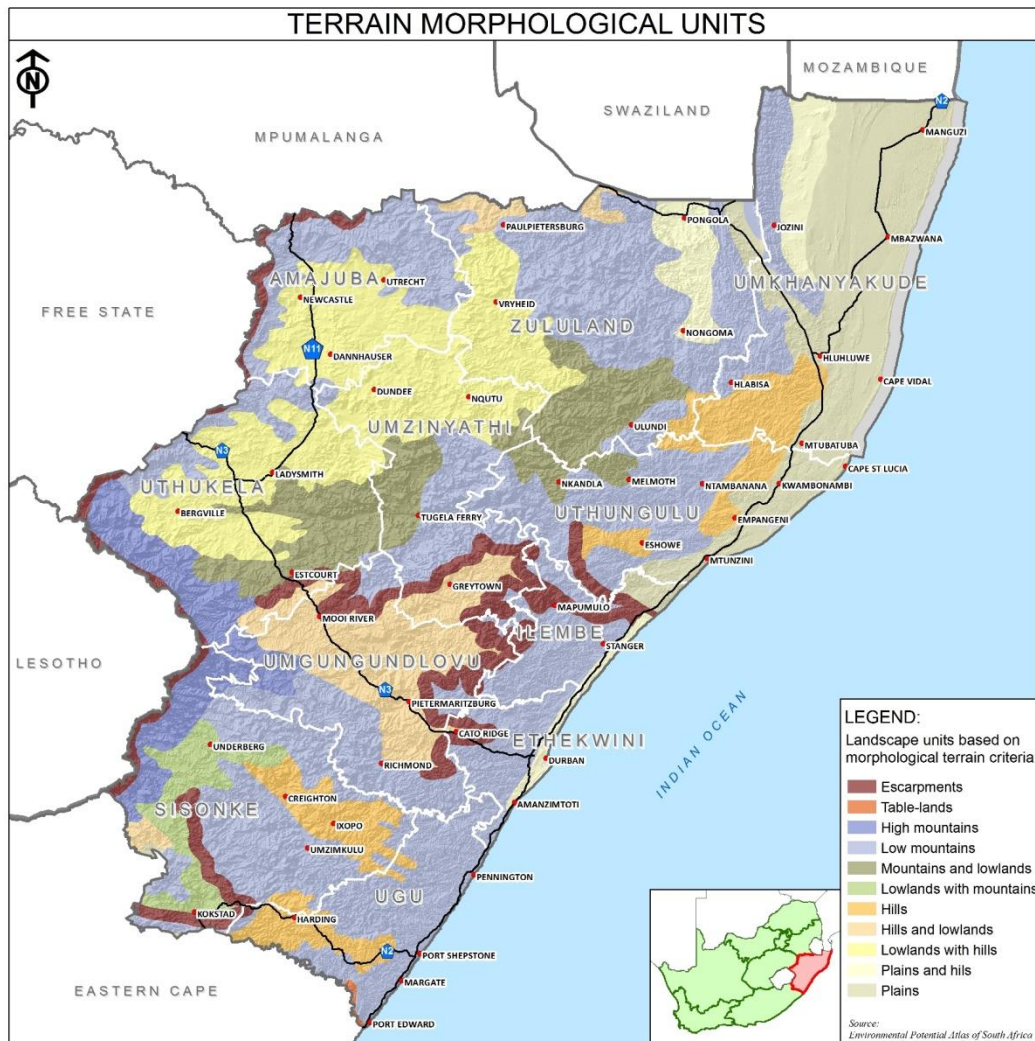 TERRAIN MORPHOLOGICAL UNITS
N
MOZAMBIQUE
SWAZILAND
MPUMALANGA
N2
MANGUZI
PAULPIETERSBURG
PONGOLA
JOZINI
MBAZWANA
AMAJUBA
UTRECHT
UMKHANYAKUDE
NEWCASTLE
VRYHEID
FREE STATE
ZULULAND
NONGOMA
N11
DANNHAUSER
HLUHLUWE
DUNDEE
NQUTU
HLABISA
CAPE VIDAL
UMZINYATHI
ULUNDI
MTUBATUBA
N3
LADYSMITH
CAPE ST LUCIA
UTHUKELA
NKANDLA
MELMOTH
NTAMBANANA
KWAMBONAMBI
BERGVILLE
TUGELA FERRY
UTHUNGULU
EMPANGENI
ESHOWE
MTUNZINI
ESTCOURT
GREYTOWN
MAPUMULO
MOOI RIVER
ILEMBE
STANGER
LESOTHO
UMGUNGUNDLOVU
N3
PIETERMARITZBURG
CATO RIDGE
ETHEKWINI
UNDERBERG
DURBAN
RICHMOND
INDIAN OCEAN
CREIGHTON
SISONKE
AMANZIMTOTI
IXOPO
UMZIMKULU
PENNINGTON
UGU
KOKSTAD
HARDING
N2
PORT SHEPSTONE
MARGATE
EASTERN CAPE
PORT EDWARD
LEGEND:
Landscape units based on
morphological terrain criteria
Escarpments
Table-lands
High mountains
Low mountains
Mountains and lowlands
Lowlands with mountains
Hills
Hills and lowlands
Lowlands with hills
Plains and hils
Plains
Source:
Environmental Potential Atlas of South Africa